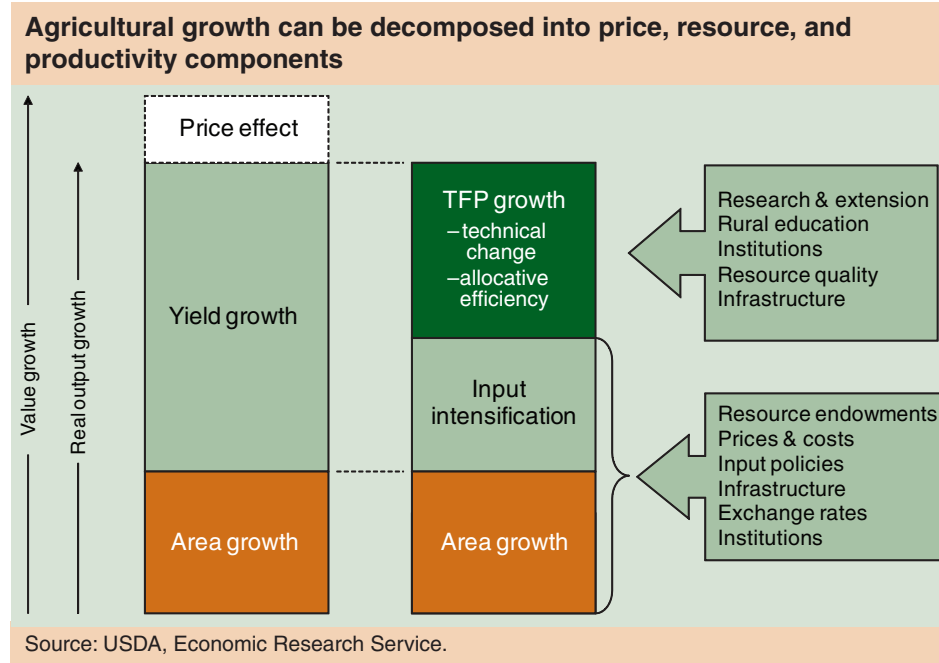 Agricultural growth can be decomposed into price, resource, and
productivity components
Value growth
Real output growth
Price effect
Yield growth
Area growth
TFP growth
–technical
change
–allocative
efficiency
Input
intensification
Area growth
Research & extension
Rural education
Institutions
Resource quality
Infrastructure
Resource endowments
Prices & costs
Input policies
Infrastructure
Exchange rates
Institutions
Source: USDA, Economic Research Service.